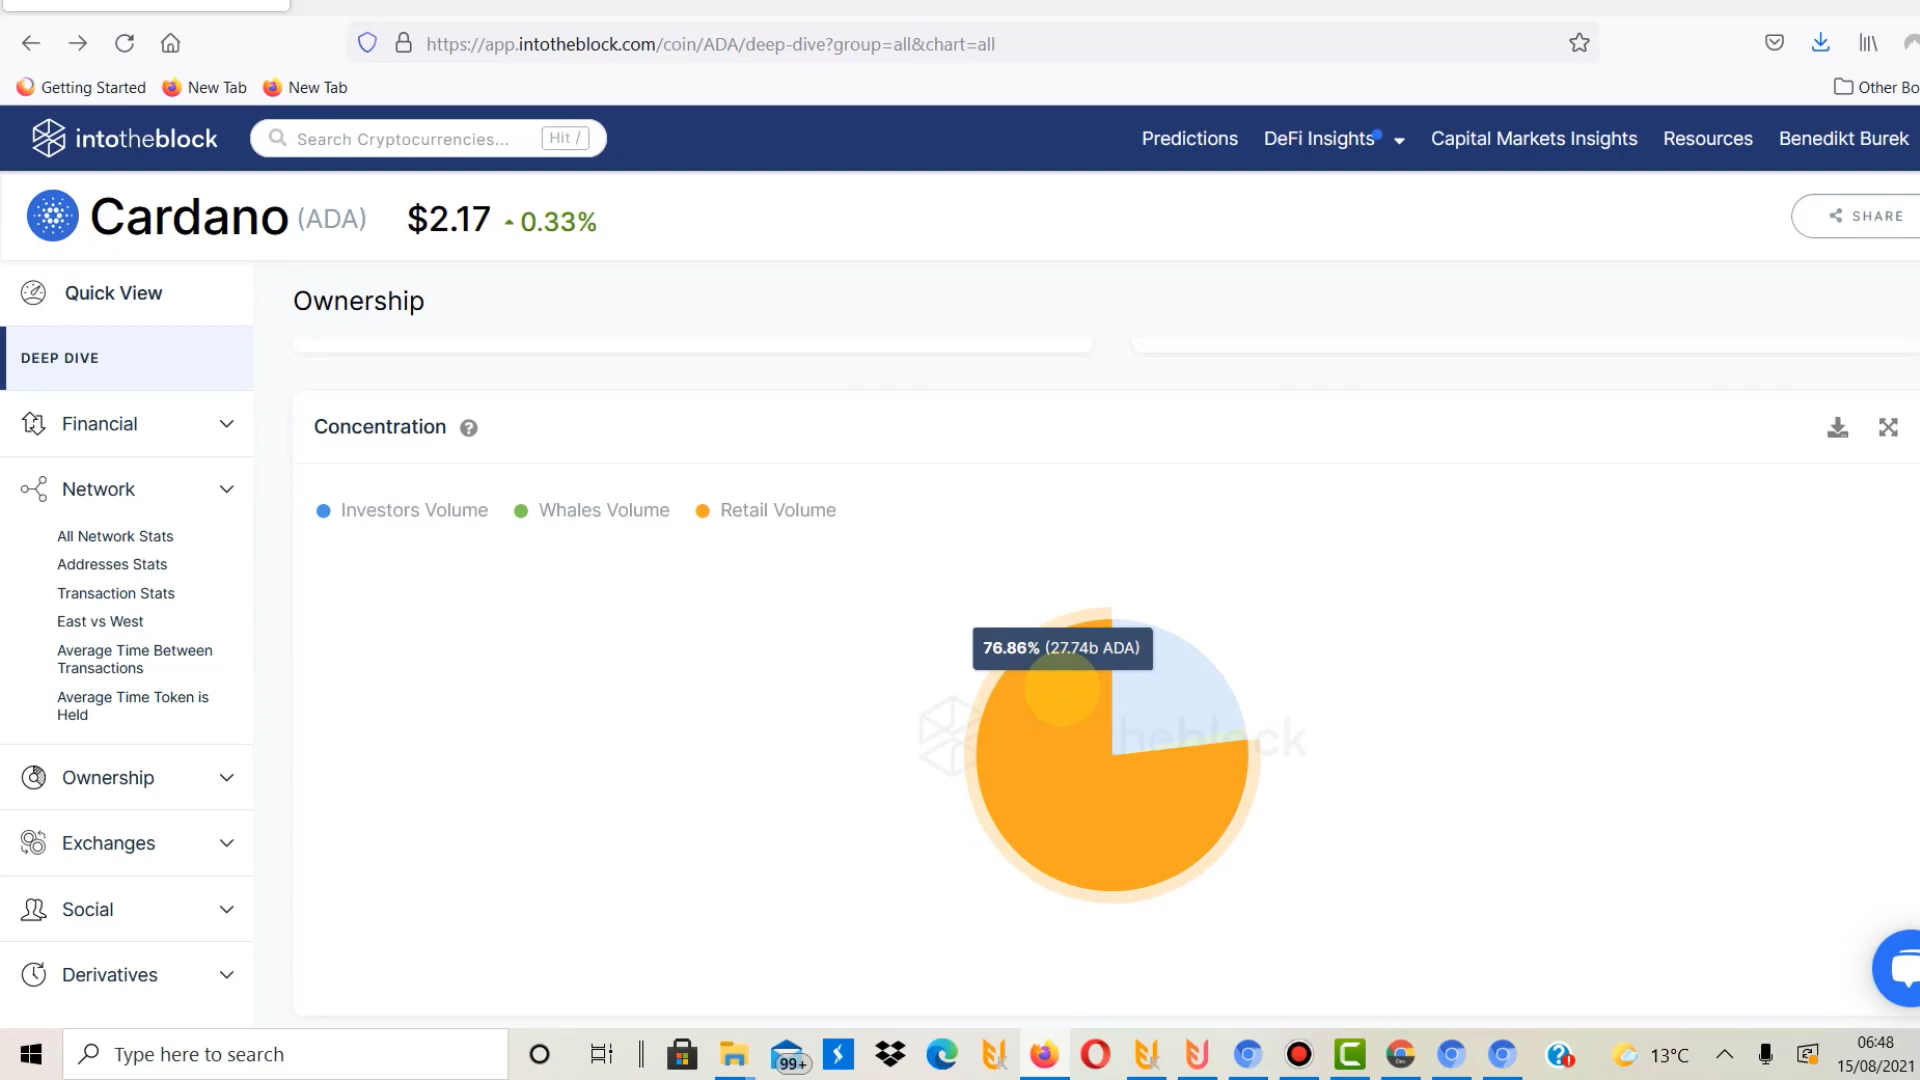 https://app.intotheblock.com/coin/ADA/deep-dive?group=all&chart=all
Getting Started
New Tab
New Tab
Other Bo
intotheblock
Search Cryptocurrencies...
Hit /
Predictions
DeFi Insights
Capital Markets Insights
Resources
Benedikt Burek
Cardano (ADA) $2.17 0.33%
SHARE
Quick View
DEEP DIVE
Financial
Network
All Network Stats
Addresses Stats
Transaction Stats
East vs West
Average Time Between
Transactions
Average Time Token is
Held
Ownership
Exchanges
Social
Derivatives
Ownership
Concentration ?
Investors Volume
Whales Volume
Retail Volume
76.86% (27.74b ADA)
theblock
Type here to search
99+
13°C
06:48
15/08/2021